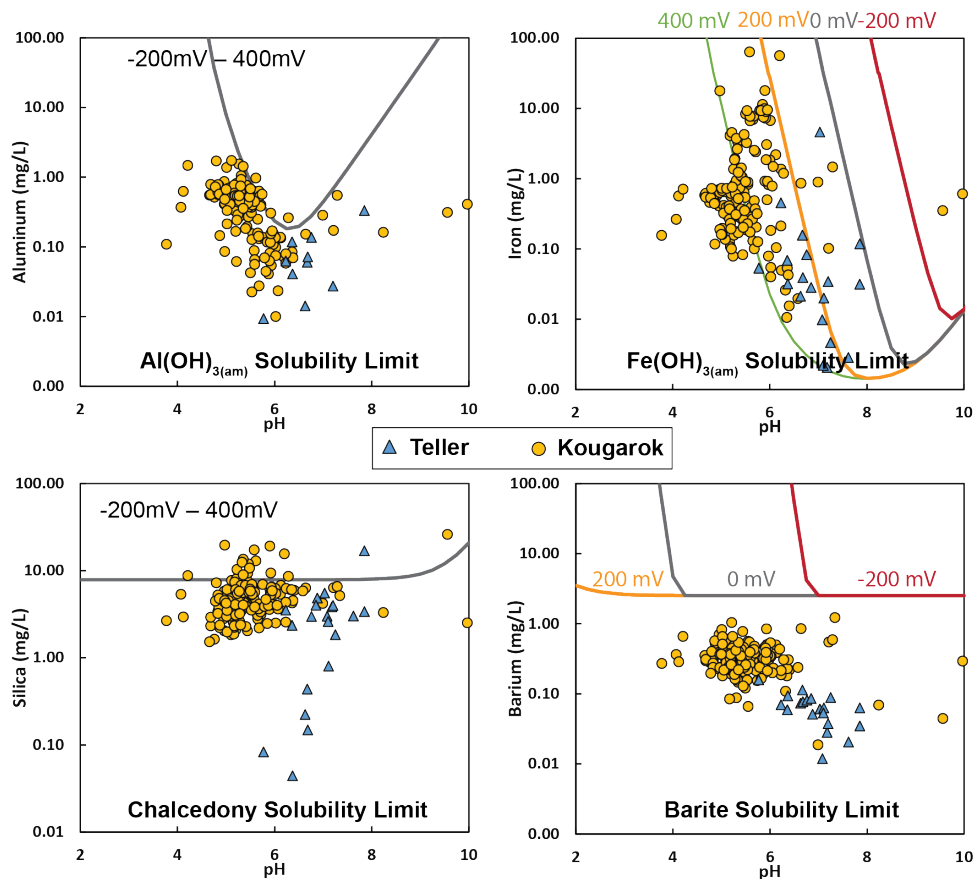 400 mV 200 mV 0 mV -200 mV
100.00
10.00
1.00
0.10
0.01
0.00
Aluminum (mg/L)
-200mV – 400mV
Al(OH)3(am) Solubility Limit
2 4 6 8 10
pH
100.00
10.00
1.00
0.10
0.01
0.00
Iron (mg/L)
Fe(OH)3(am) Solubility Limit
2 4 6 8 10
pH
Teller Kougarok
100.00
10.00
1.00
0.10
0.01
Silica (mg/L)
-200mV – 400mV
Chalcedony Solubility Limit
2 4 6 8 10
pH
100.00
10.00
1.00
0.10
0.01
0.00
Barium (mg/L)
200 mV 0 mV -200 mV
Barite Solubility Limit
2 4 6 8 10
pH